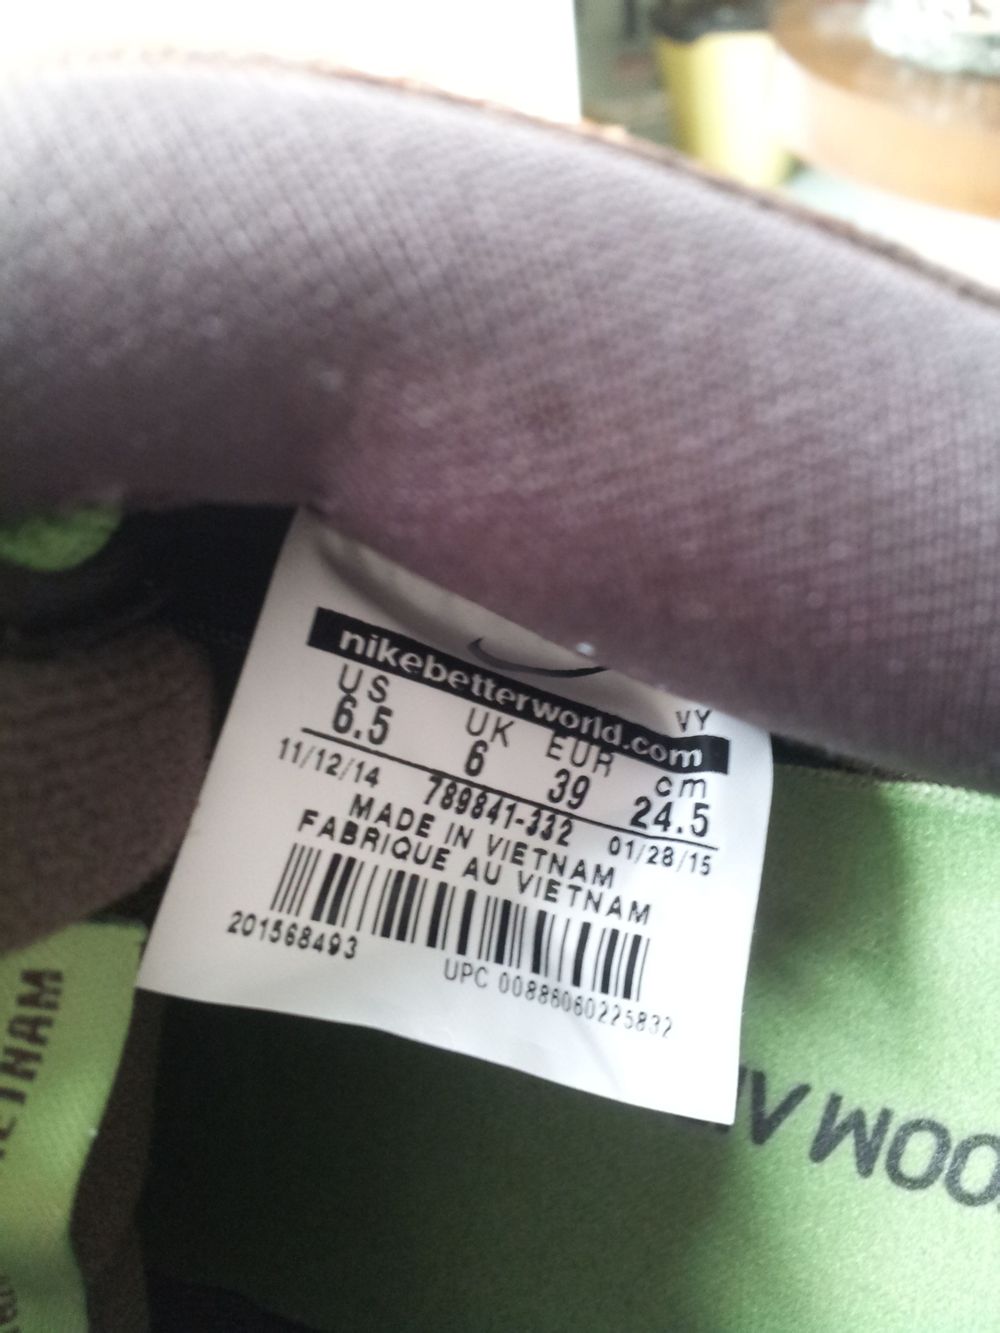 nikebetterworld.com
VY
US UK EUR cm
6.5 6 39 24.5
11/12/14 789841-332 01/28/15
MADE IN VIETNAM
FABRIQUE AU VIETNAM
201568493
UPC 00886060225832